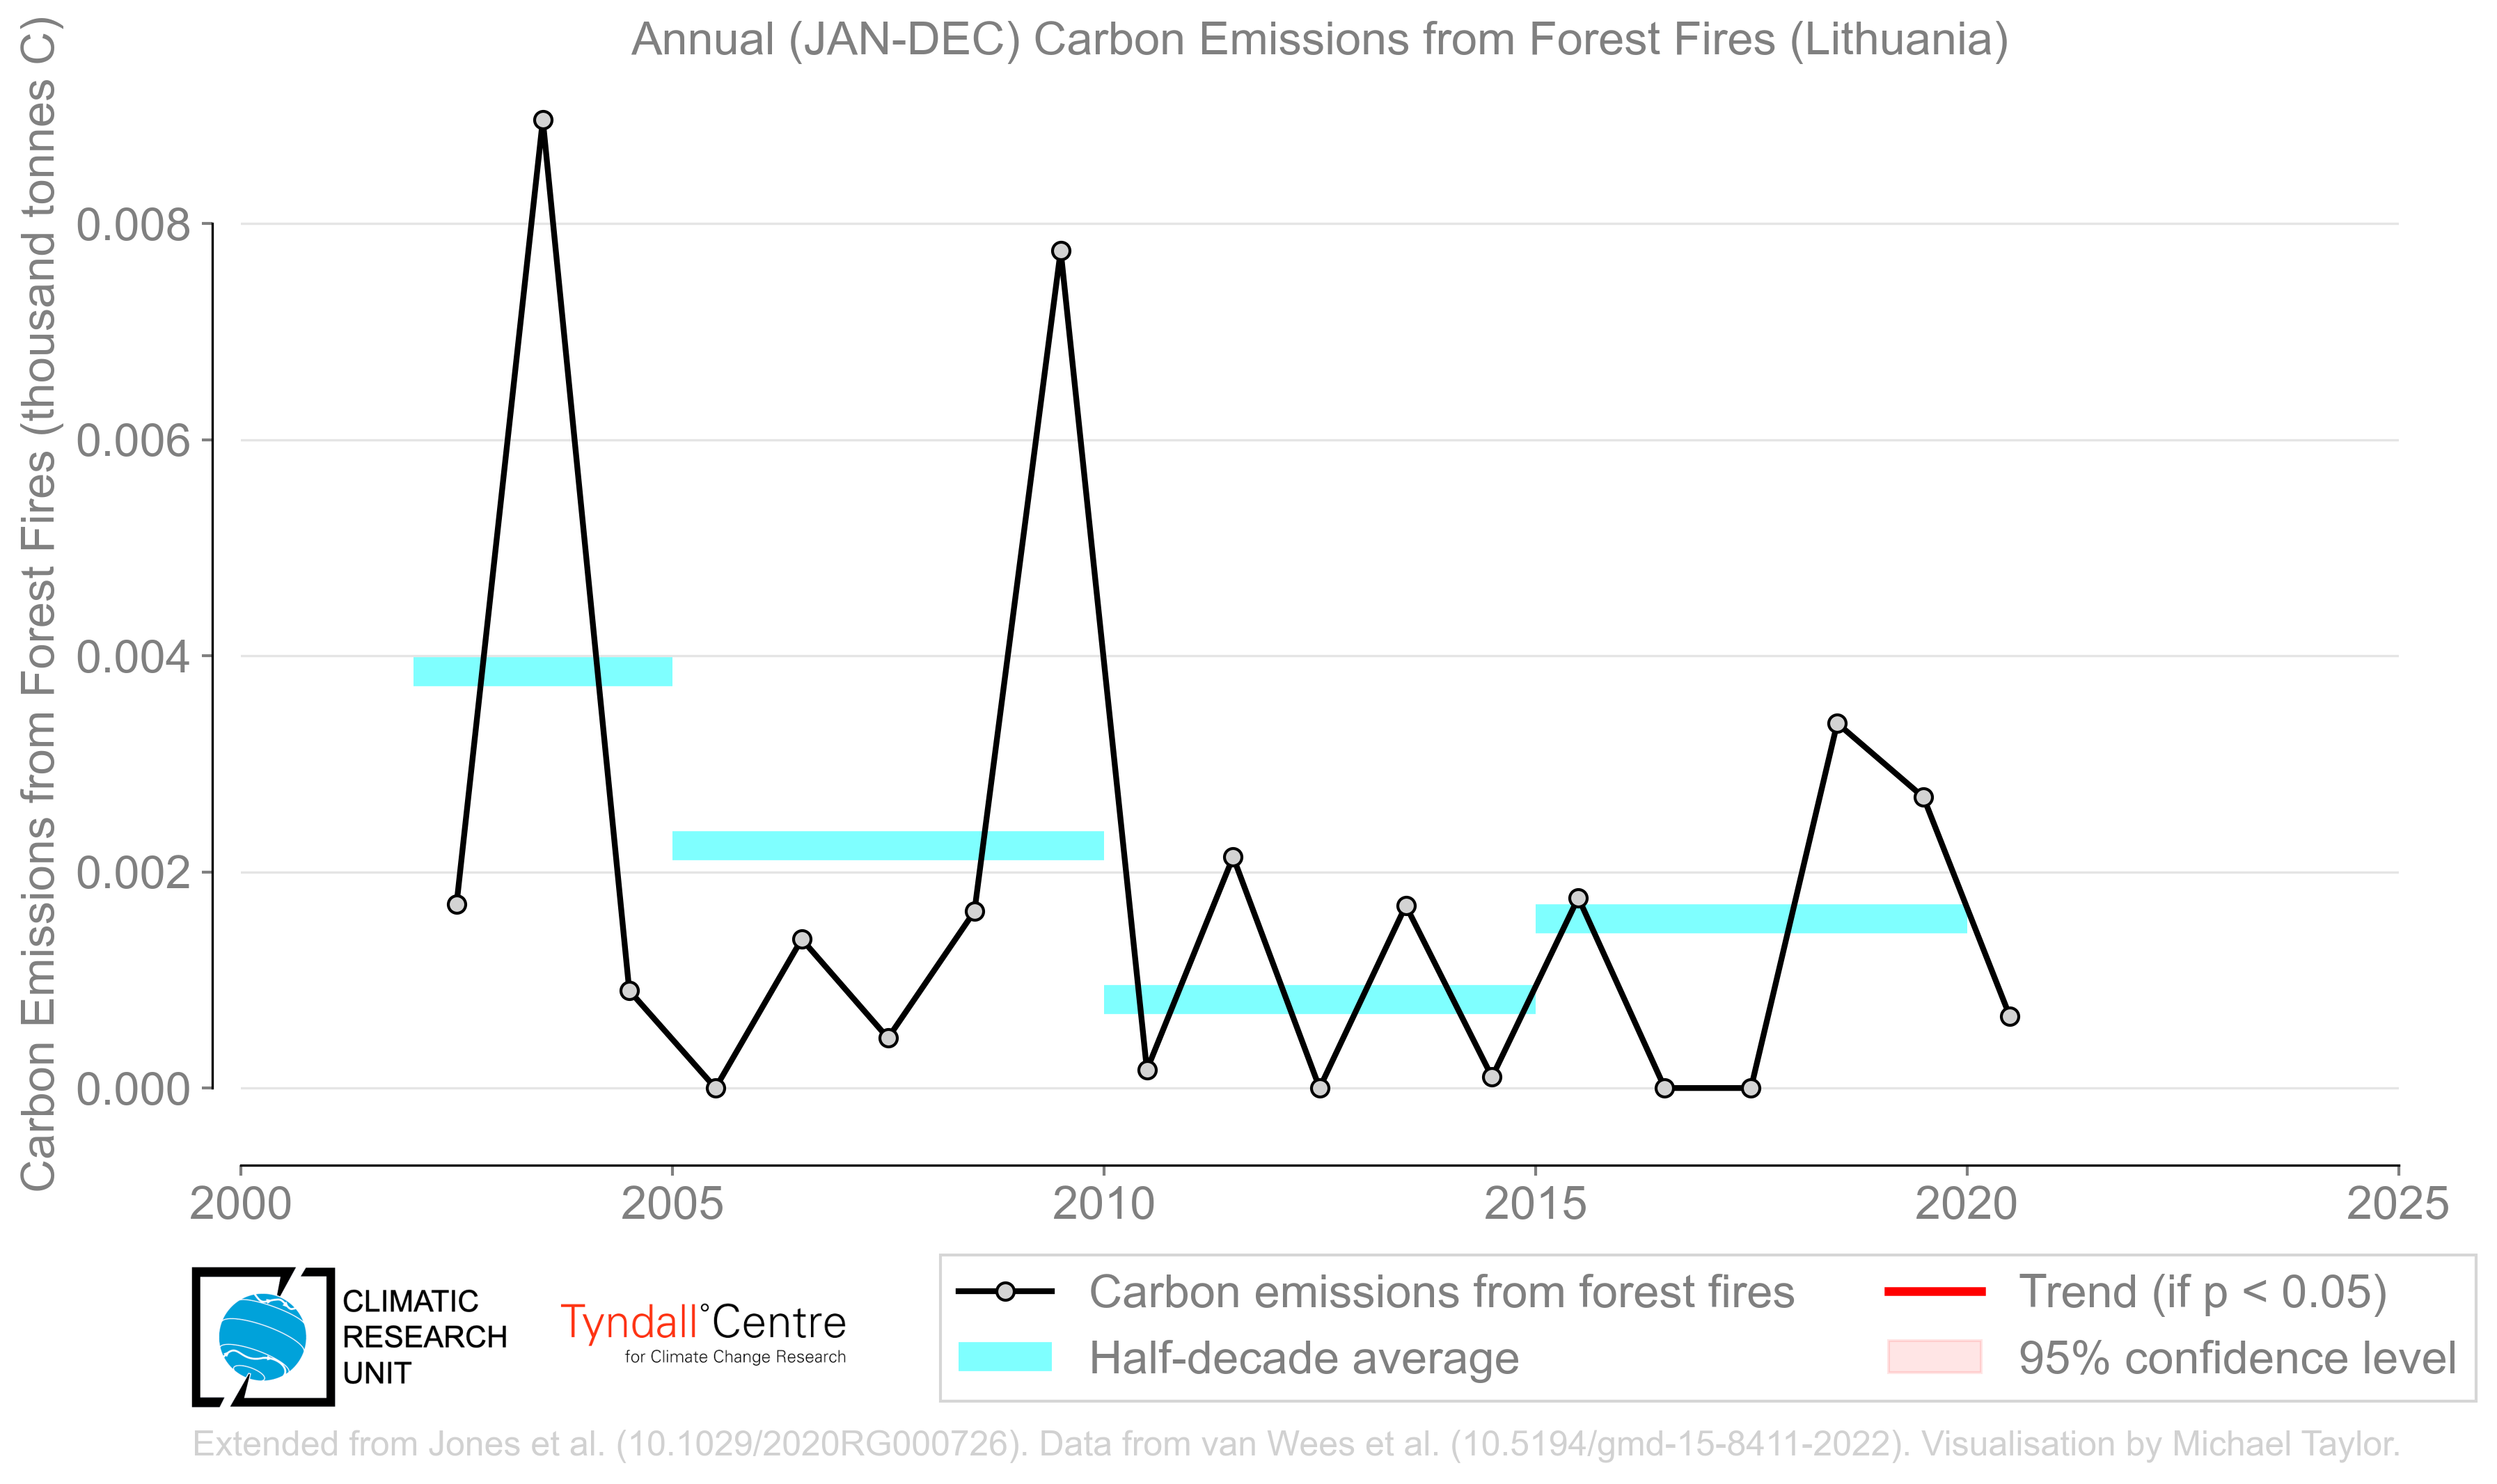 Annual (JAN-DEC) Carbon Emissions from Forest Fires (Lithuania)
Carbon Emissions from Forest Fires (thousand tonnes C)
0.008
0.006
0.004
0.002
0.000
2000 2005 2010 2015 2020 2025
CLIMATIC
RESEARCH
UNIT
Tyndall°Centre
for Climate Change Research
Carbon emissions from forest fires
Half-decade average
Trend (if p < 0.05)
95% confidence level
Extended from Jones et al. (10.1029/2020RG000726). Data from van Wees et al. (10.5194/gmd-15-8411-2022). Visualisation by Michael Taylor.